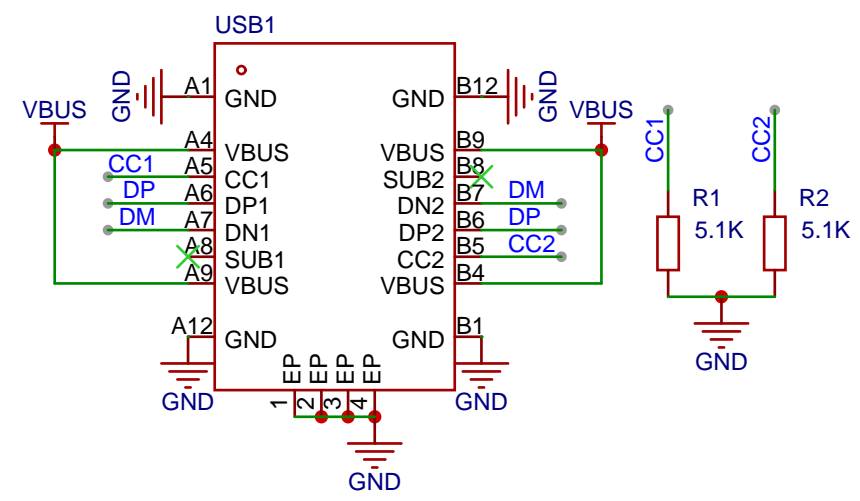 USB1
GND A1 GND GND B12 GND
VBUS A4 VBUS VBUS B9 VBUS
CC1 A5 CC1 SUB2 B8
DP A6 DP1 DN2 B7 DM
DM A7 DN1 DP2 B6 DP
A8 SUB1 CC2 B5 CC2
A9 VBUS VBUS B4
A12 GND GND B1
GND EP EP EP EP GND
1 2 3 4
GND
CC1 CC2
R1 R2
5.1K 5.1K
GND